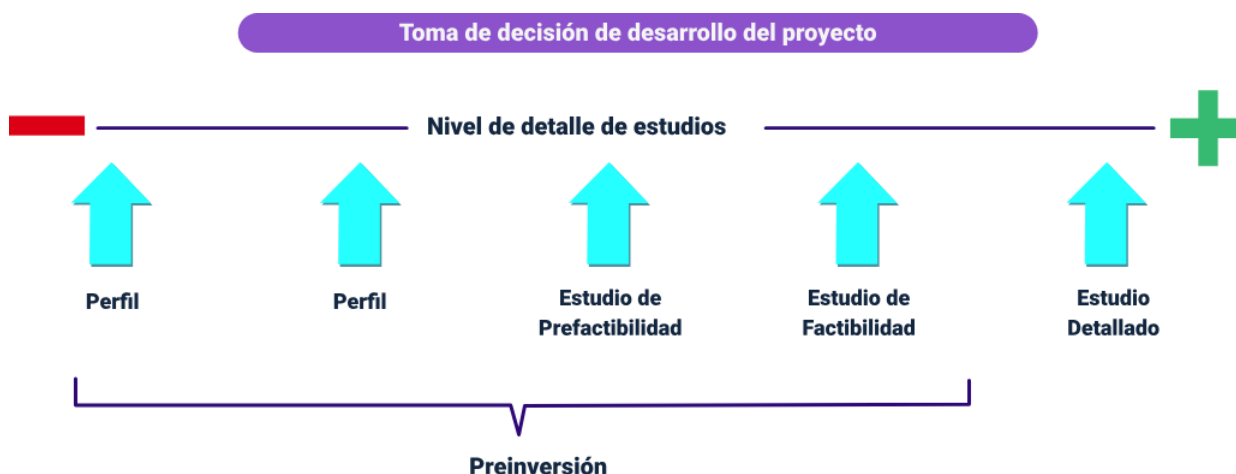 Toma de decisión de desarrollo del proyecto
Nivel de detalle de estudios
Perfil
Perfil
Estudio de
Prefactibilidad
Estudio de
Factibilidad
Estudio
Detallado
Preinversión